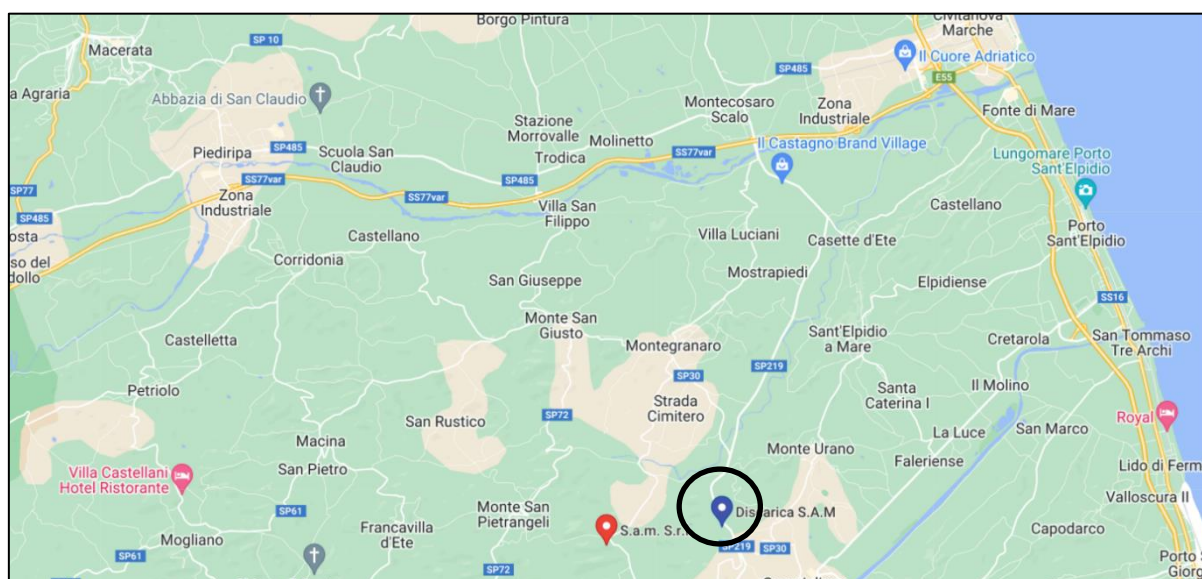 Borgo Pintura
Civitanova
Marche
Macerata
SP 10
Il Cuore Adriatico
SP485
E55
a Agraria
Abbazia di San Claudio
Montecosaro
Scalo
Zona
Industriale
Fonte di Mare
Stazione
Morrovalle
Molinetto
Piediripa
SP485
Scuola San
Claudio
Trodica
SS77var
Il Castagno Brand Village
Lungomare Porto
Sant'Elpidio
SP77
SS77var
SP485
SS77var
Zona
Industriale
Villa San
Filippo
Castellano
SP485
osta
Castellano
Villa Luciani
Casette d'Ete
Porto
Sant'Elpidio
so del
dollo
Corridonia
San Giuseppe
Mostrapiedi
Elpidiense
SS16
Monte San
Giusto
Castelletta
Montegranaro
Sant'Elpidio
a Mare
Cretarola
San Tommaso
Tre Archi
SP219
Petriolo
SP30
Santa
Caterina I
Il Molino
Strada
Cimitero
San Rustico
SP72
Royal
Macina
La Luce
San Marco
Monte Urano
San Pietro
Faleriense
Lido di Ferm
Villa Castellani
Hotel Ristorante
Valloscura II
Monte San
Pietrangeli
Discarica S.A.M
SP61
Francavilla
d'Ete
S.a.m. S.r.
Capodarco
Mogliano
SP219
SP30
SP61
SP72
Porto S
Giorg